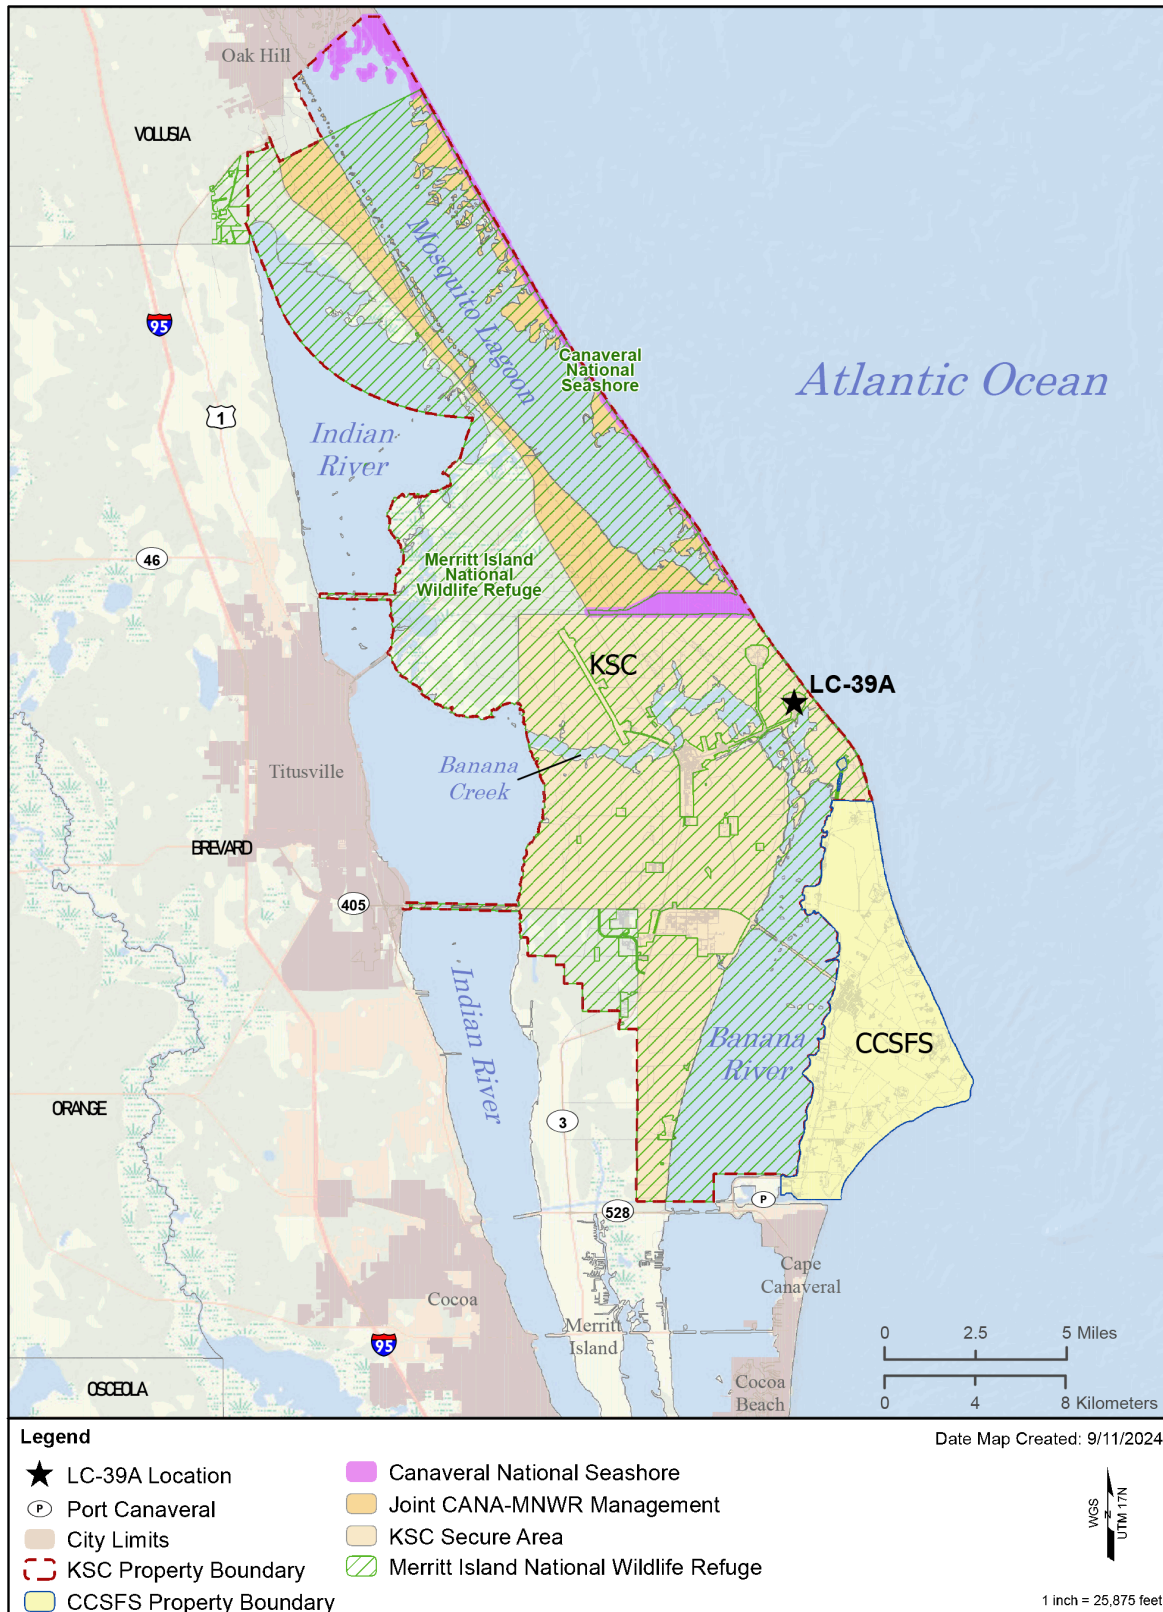 Oak Hill
VOLUSIA
95
Mosquito Lagoon
Canaveral
National
Seashore
Atlantic Ocean
1
Indian
River
46
Merritt Island
National
Wildlife Refuge
KSC
LC-39A
Titusville
Banana
Creek
BREVARD
405
Indian River
Banana
River
CCSFS
ORANGE
3
P
528
Cape
Canaveral
Cocoa
Merritt
Island
95
0 2.5 5 Miles
0 4 8 Kilometers
OSCEOLA
Cocoa
Beach
Legend
Date Map Created: 9/11/2024
LC-39A Location
P Port Canaveral
City Limits
KSC Property Boundary
CCSFS Property Boundary
Canaveral National Seashore
Joint CANA-MNWR Management
KSC Secure Area
Merritt Island National Wildlife Refuge
WGS
N
UTM 17N
1 inch = 25,875 feet